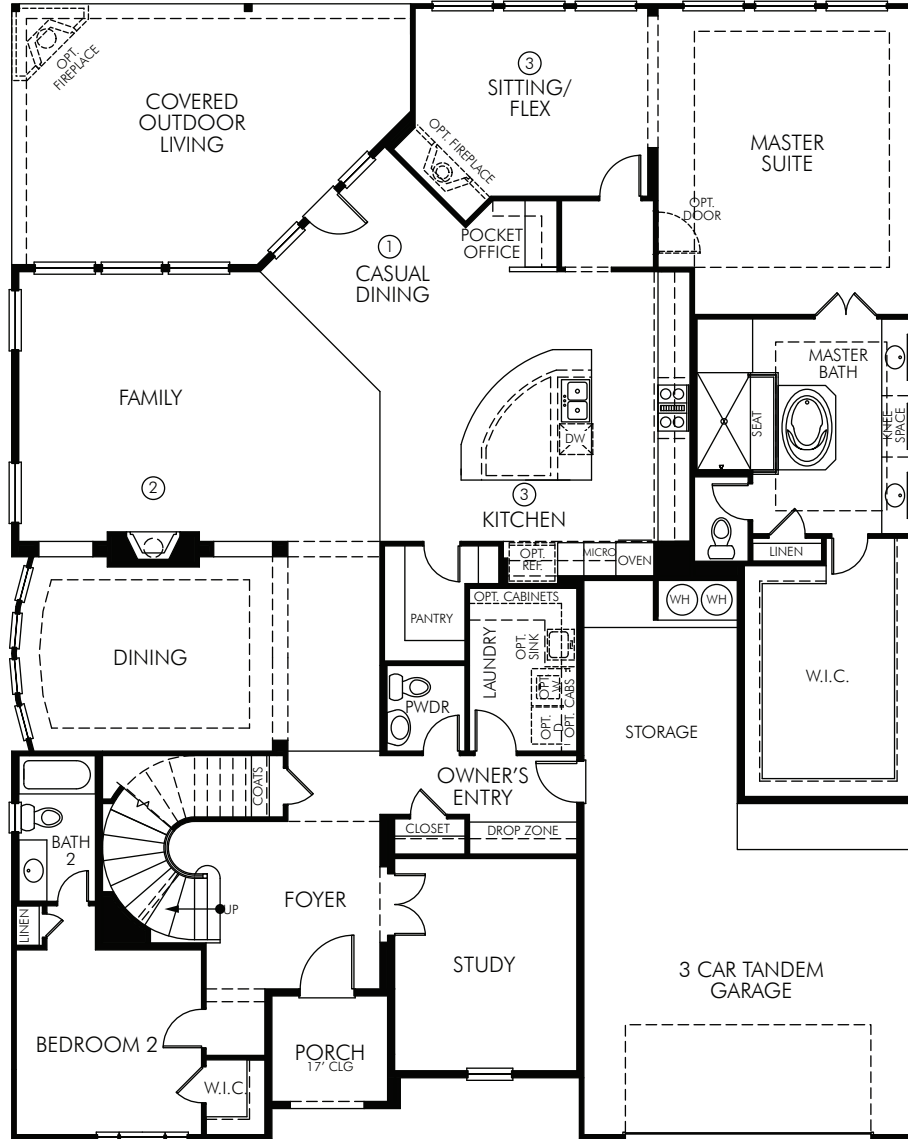 OPT.
FIREPLACE
COVERED
OUTDOOR
LIVING
3
SITTING/
FLEX
OPT. FIREPLACE
MASTER
SUITE
OPT.
DOOR
POCKET
OFFICE
1
CASUAL
DINING
FAMILY
2
DW
3
KITCHEN
MASTER
BATH
SEAT
KNEE
SPACE
LINEN
OPT.
REF.
MICRO
OVEN
WH
WH
PANTRY
OPT. CABINETS
LAUNDRY
OPT.
SINK
OPT.
W
OPT.
D
OPT. CABS
DINING
PWDR
W.I.C.
STORAGE
COATS
OWNER'S
ENTRY
CLOSET
DROP ZONE
BATH
2
LINEN
UP
FOYER
STUDY
3 CAR TANDEM
GARAGE
BEDROOM 2
W.I.C.
PORCH
17' CLG